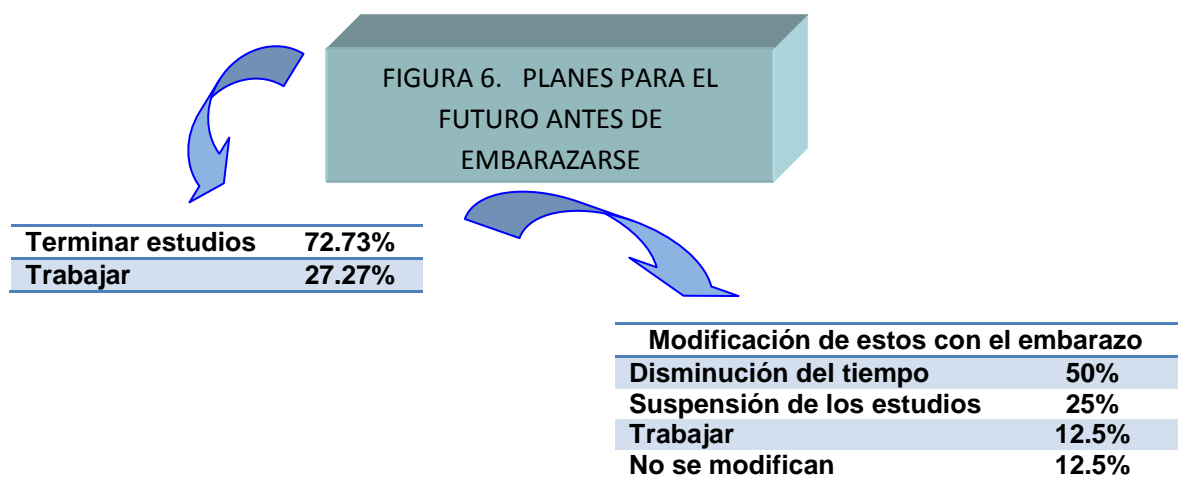 FIGURA 6. PLANES PARA EL
FUTURO ANTES DE
EMBARAZARSE
Terminar estudios 72.73%
Trabajar 27.27%
Modificación de estos con el embarazo
Disminución del tiempo 50%
Suspensión de los estudios 25%
Trabajar 12.5%
No se modifican 12.5%